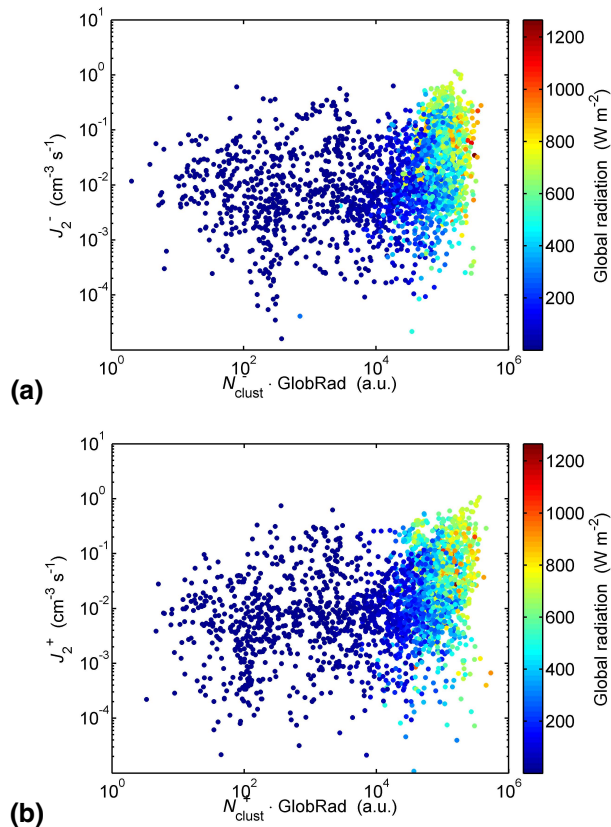 10^1
10^0
10^-1
10^-2
10^-3
10^-4
J_2^- (cm^-3 s^-1)
10^0 10^2 10^4 10^6
N_clust^- · GlobRad (a.u.)
1200
1000
800
600
400
200
Global radiation (W m^-2)
(a)
10^1
10^0
10^-1
10^-2
10^-3
10^-4
J_2^+ (cm^-3 s^-1)
10^0 10^2 10^4 10^6
N_clust^+ · GlobRad (a.u.)
1200
1000
800
600
400
200
Global radiation (W m^-2)
(b)